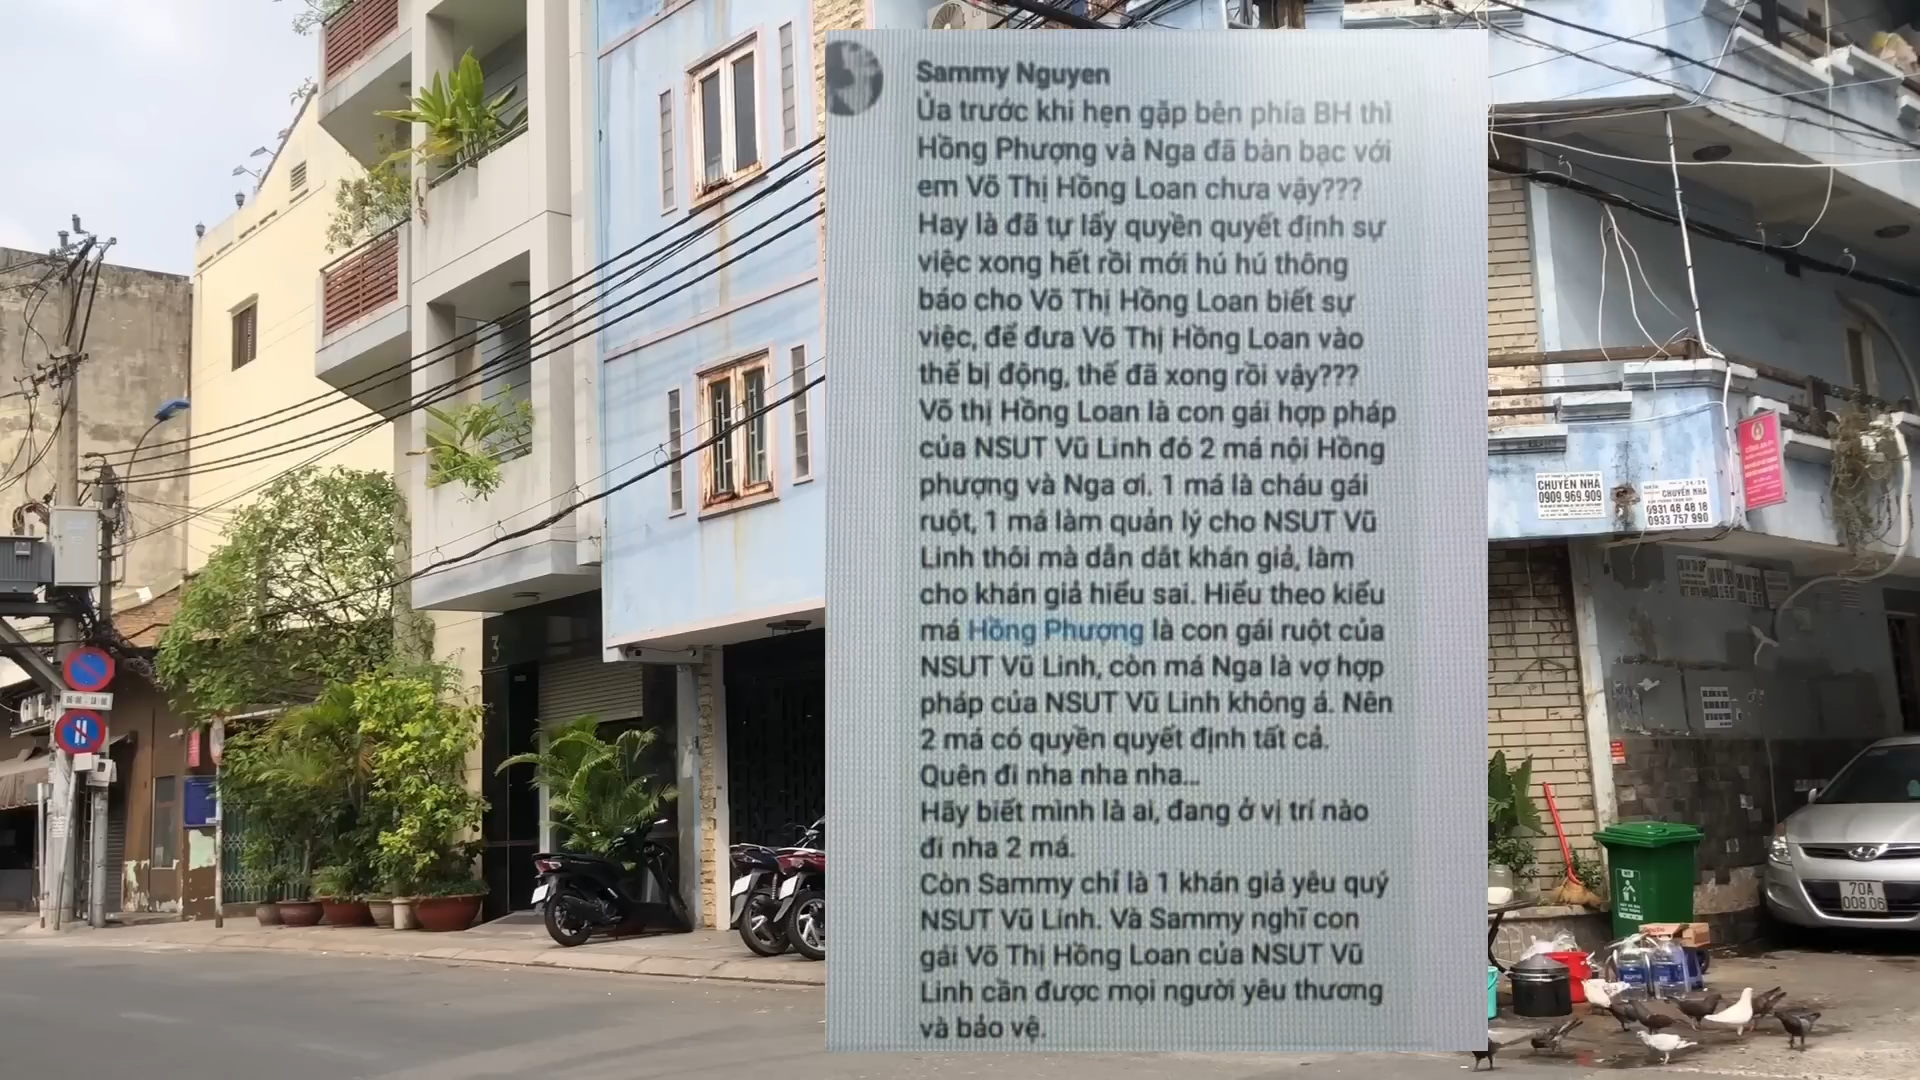 Sammy Nguyen
Ủa trước khi hẹn gặp bên phía BH thì
Hồng Phượng và Nga đã bàn bạc với
em Võ Thị Hồng Loan chưa vậy???
Hay là đã tự lấy quyền quyết định sự
việc xong hết rồi mới hú hú thông
báo cho Võ Thị Hồng Loan biết sự
việc, để đưa Võ Thị Hồng Loan vào
thế bị động, thế đã xong rồi vậy???
Võ thị Hồng Loan là con gái hợp pháp
của NSUT Vũ Linh đó 2 má nội Hồng
phượng và Nga ơi. 1 má là cháu gái
ruột, 1 má làm quản lý cho NSUT Vũ
Linh thôi mà dẫn dắt khán giả, làm
cho khán giả hiểu sai. Hiểu theo kiểu
má Hồng Phượng là con gái ruột của
NSUT Vũ Linh, còn má Nga là vợ hợp
pháp của NSUT Vũ Linh không á. Nên
2 má có quyền quyết định tất cả.
Quên đi nha nha nha...
Hãy biết mình là ai, đang ở vị trí nào
đi nha 2 má.
Còn Sammy chỉ là 1 khán giả yêu quý
NSUT Vũ Linh. Và Sammy nghĩ con
gái Võ Thị Hồng Loan của NSUT Vũ
Linh cần được mọi người yêu thương
và bảo vệ.
3
CHUYỂN NHÀ
0909.969.909
CHUYỂN NHÀ
0931 48 48 18
0933 757 990
70A
008.06